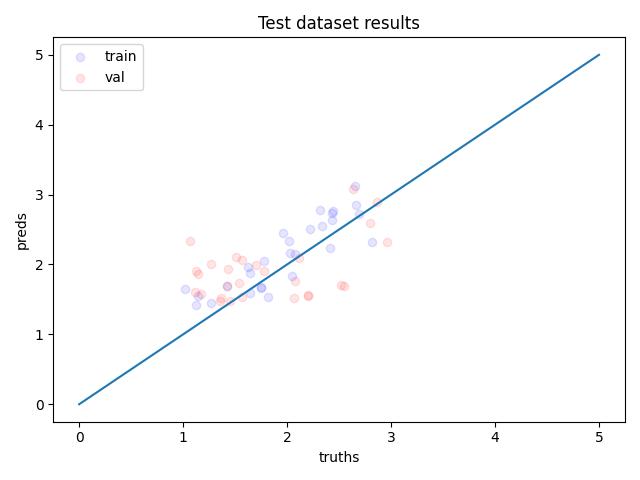 Test dataset results
train
val
preds
5
4
3
2
1
0
0 1 2 3 4 5
truths